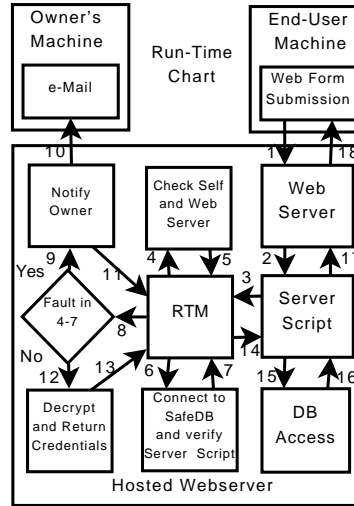 Owner's
Machine
e-Mail
Run-Time
Chart
End-User
Machine
Web Form
Submission
10
1
18
Notify
Owner
Check Self
and Web
Server
Web
Server
9
Yes
11
4
5
2
17
3
Fault in
4-7
8
RTM
14
Server
Script
No
12
13
6
7
15
16
Decrypt
and Return
Credentials
Connect to
SafeDB
and verify
Server Script
DB
Access
Hosted Webserver